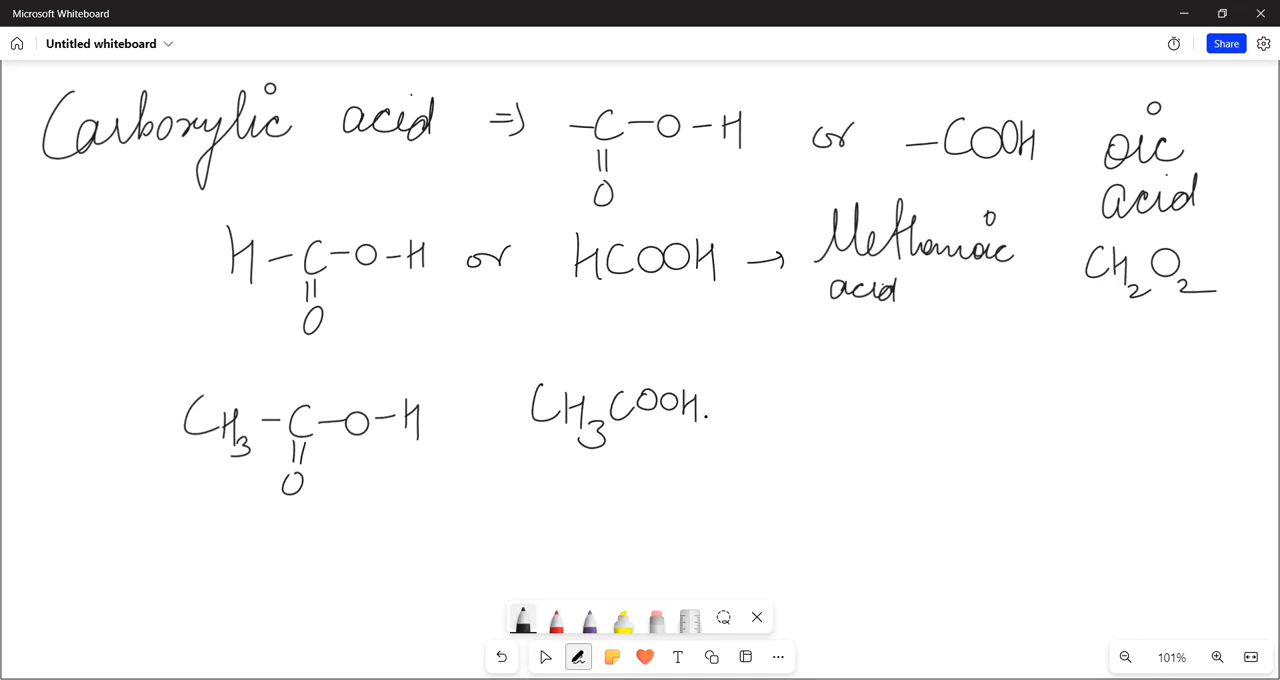 Microsoft Whiteboard
Untitled whiteboard
Share
Carboxylic acid ⇒ –C–O–H or –COOH oic
|| acid
O
H–C–O–H or HCOOH → Methanoic CH₂O₂
|| acid
O
CH₃–C–O–H CH₃COOH.
||
O
101%